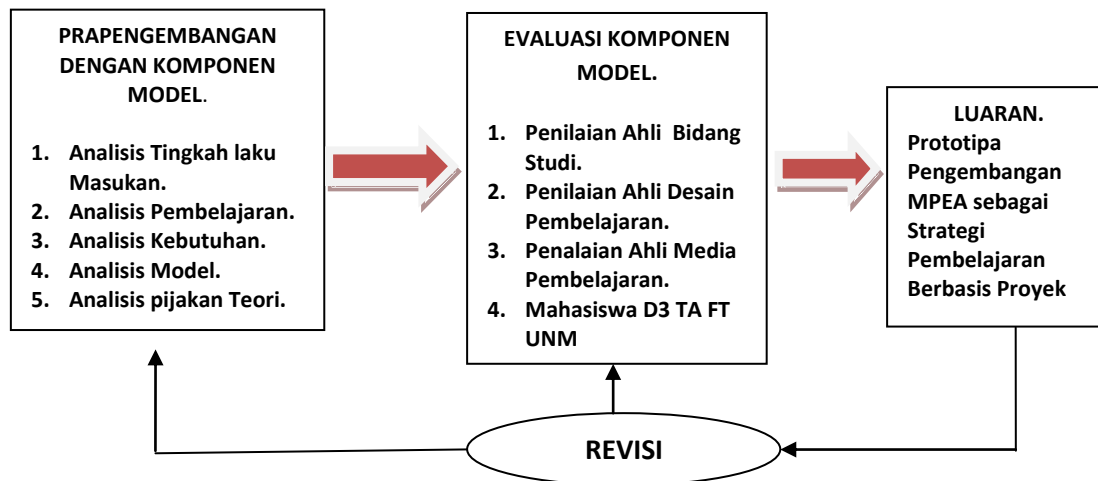 PRAPENGEMBANGAN
DENGAN KOMPONEN
MODEL.
1. Analisis Tingkah laku
Masukan.
2. Analisis Pembelajaran.
3. Analisis Kebutuhan.
4. Analisis Model.
5. Analisis pijakan Teori.
EVALUASI KOMPONEN
MODEL.
1. Penilaian Ahli Bidang
Studi.
2. Penilaian Ahli Desain
Pembelajaran.
3. Penalaian Ahli Media
Pembelajaran.
4. Mahasiswa D3 TA FT
UNM
LUARAN.
Prototipa
Pengembangan
MPEA sebagai
Strategi
Pembelajaran
Berbasis Proyek
REVISI